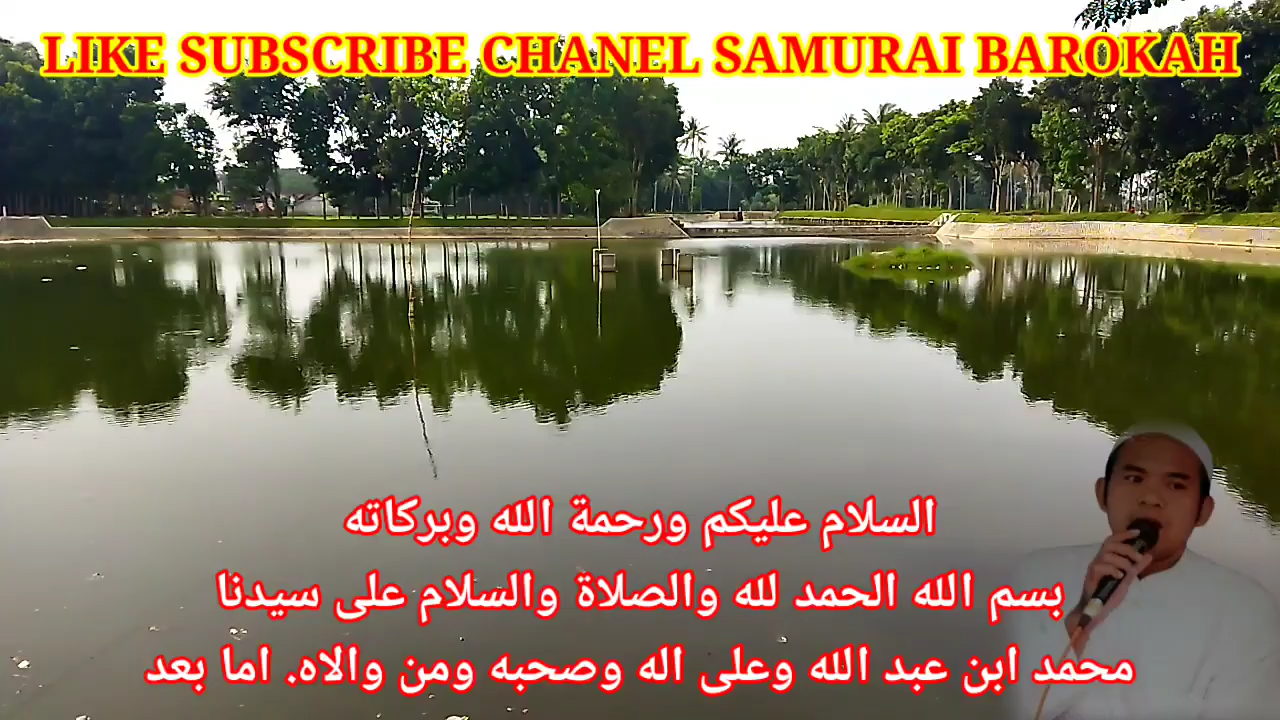 LIKE SUBSCRIBE CHANEL SAMURAI BAROKAH
السلام عليكم ورحمة الله وبركاته
بسم الله الحمد لله والصلاة والسلام على سيدنا
محمد ابن عبد الله وعلى اله وصحبه ومن والاه. اما بعد